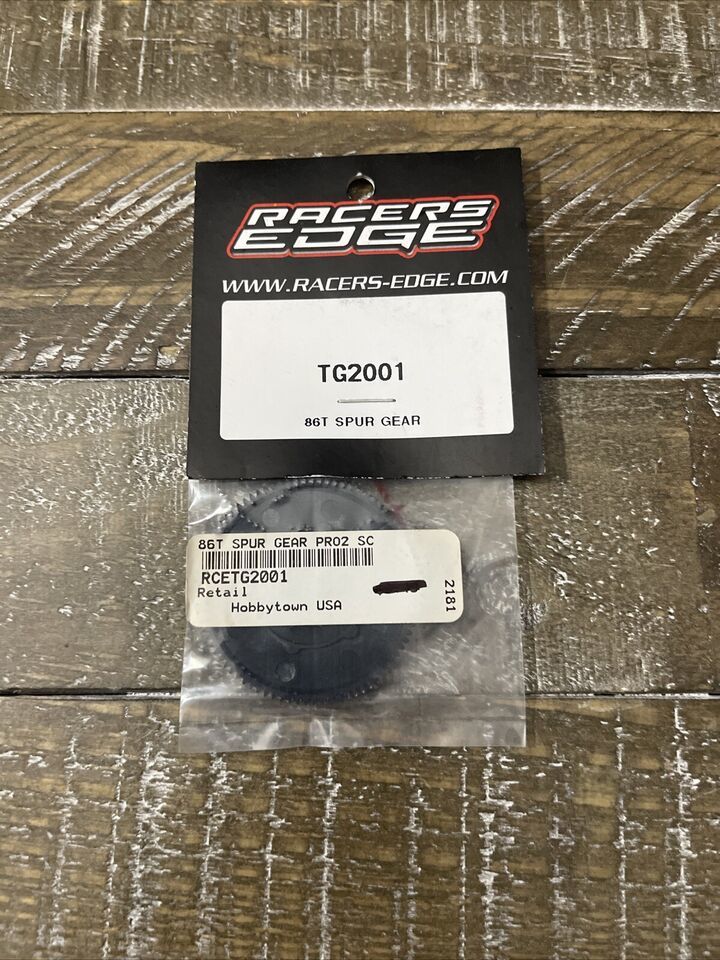 RACERS
EDGE
WWW.RACERS-EDGE.COM
TG2001
86T SPUR GEAR
86T SPUR GEAR PRO2 SC
RCETG2001
Retail
Hobbytown USA
2181